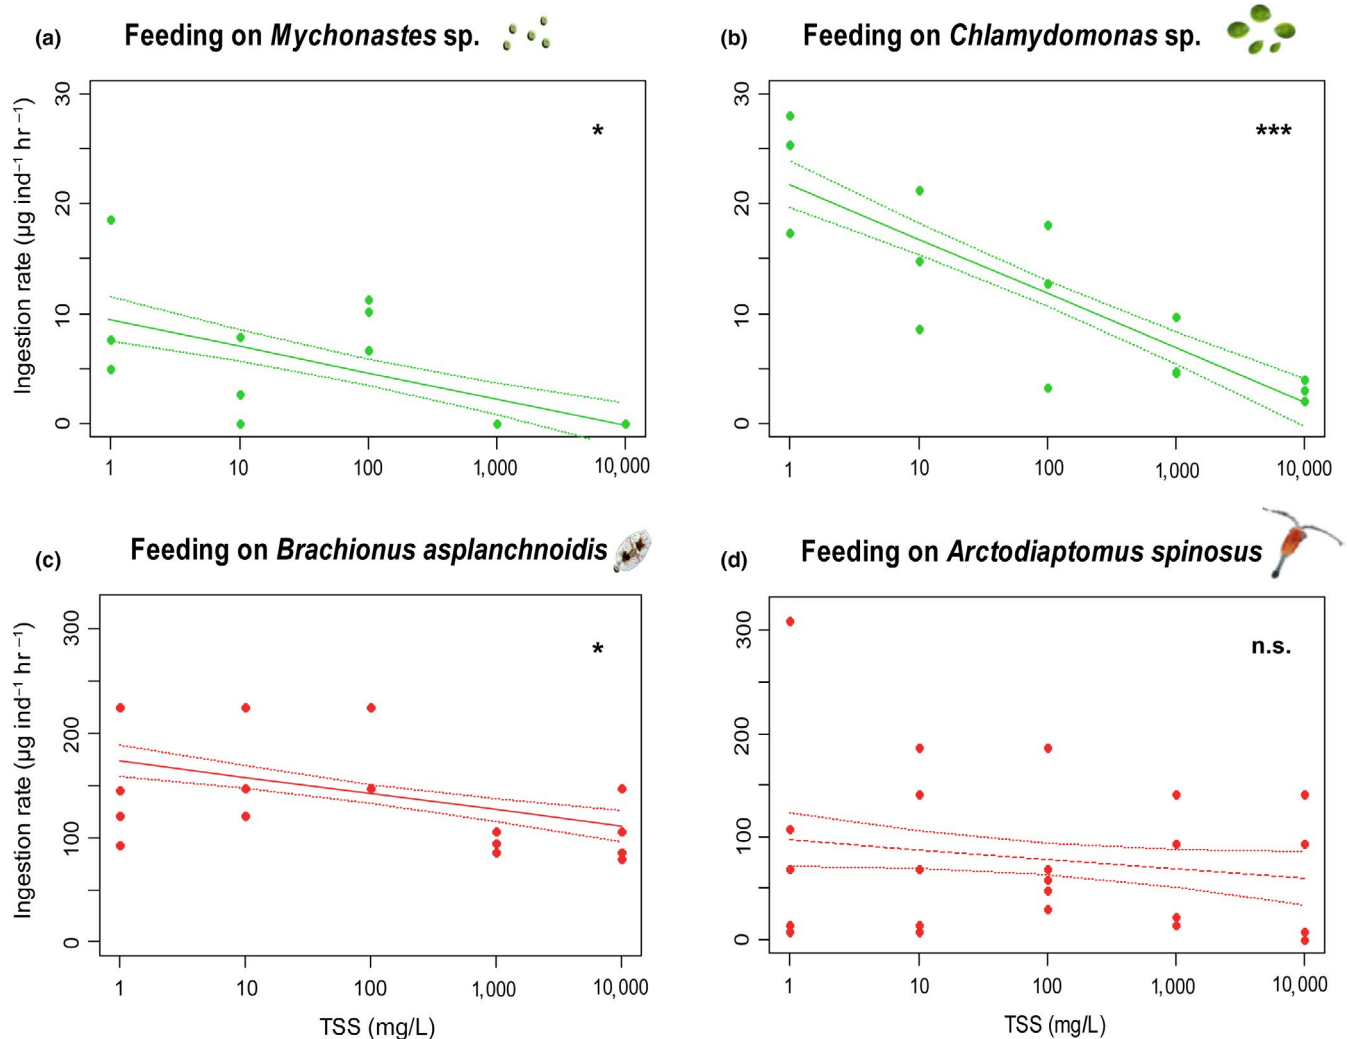 (a) Feeding on Mychonastes sp.
Ingestion rate (µg ind⁻¹ hr⁻¹)
30
20
10
0
*
1 10 100 1,000 10,000
(b) Feeding on Chlamydomonas sp.
30
20
10
0
***
1 10 100 1,000 10,000
(c) Feeding on Brachionus asplanchnoidis
Ingestion rate (µg ind⁻¹ hr⁻¹)
300
200
100
0
*
1 10 100 1,000 10,000
TSS (mg/L)
(d) Feeding on Arctodiaptomus spinosus
300
200
100
0
n.s.
1 10 100 1,000 10,000
TSS (mg/L)